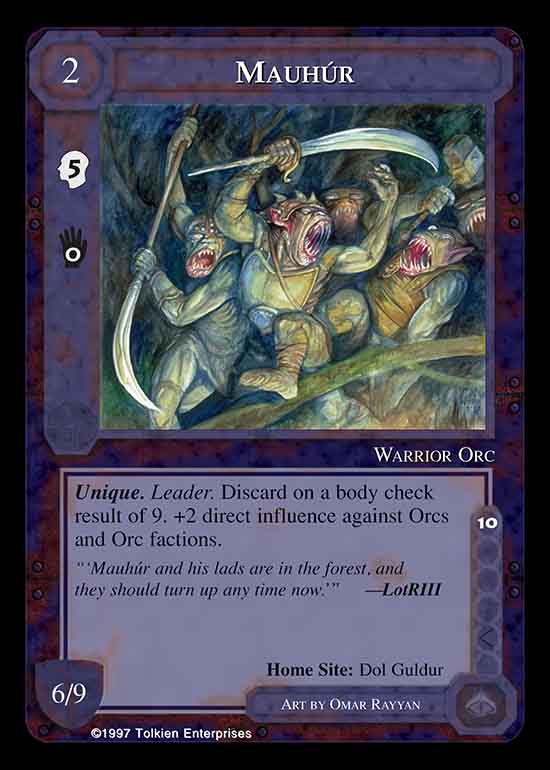 2
Mauhúr
5
0
Warrior Orc
Unique. Leader. Discard on a body check
result of 9. +2 direct influence against Orcs
and Orc factions.
10
“‘Mauhúr and his lads are in the forest, and
they should turn up any time now.’” —LotRIII
Home Site: Dol Guldur
6/9
Art by Omar Rayyan
©1997 Tolkien Enterprises